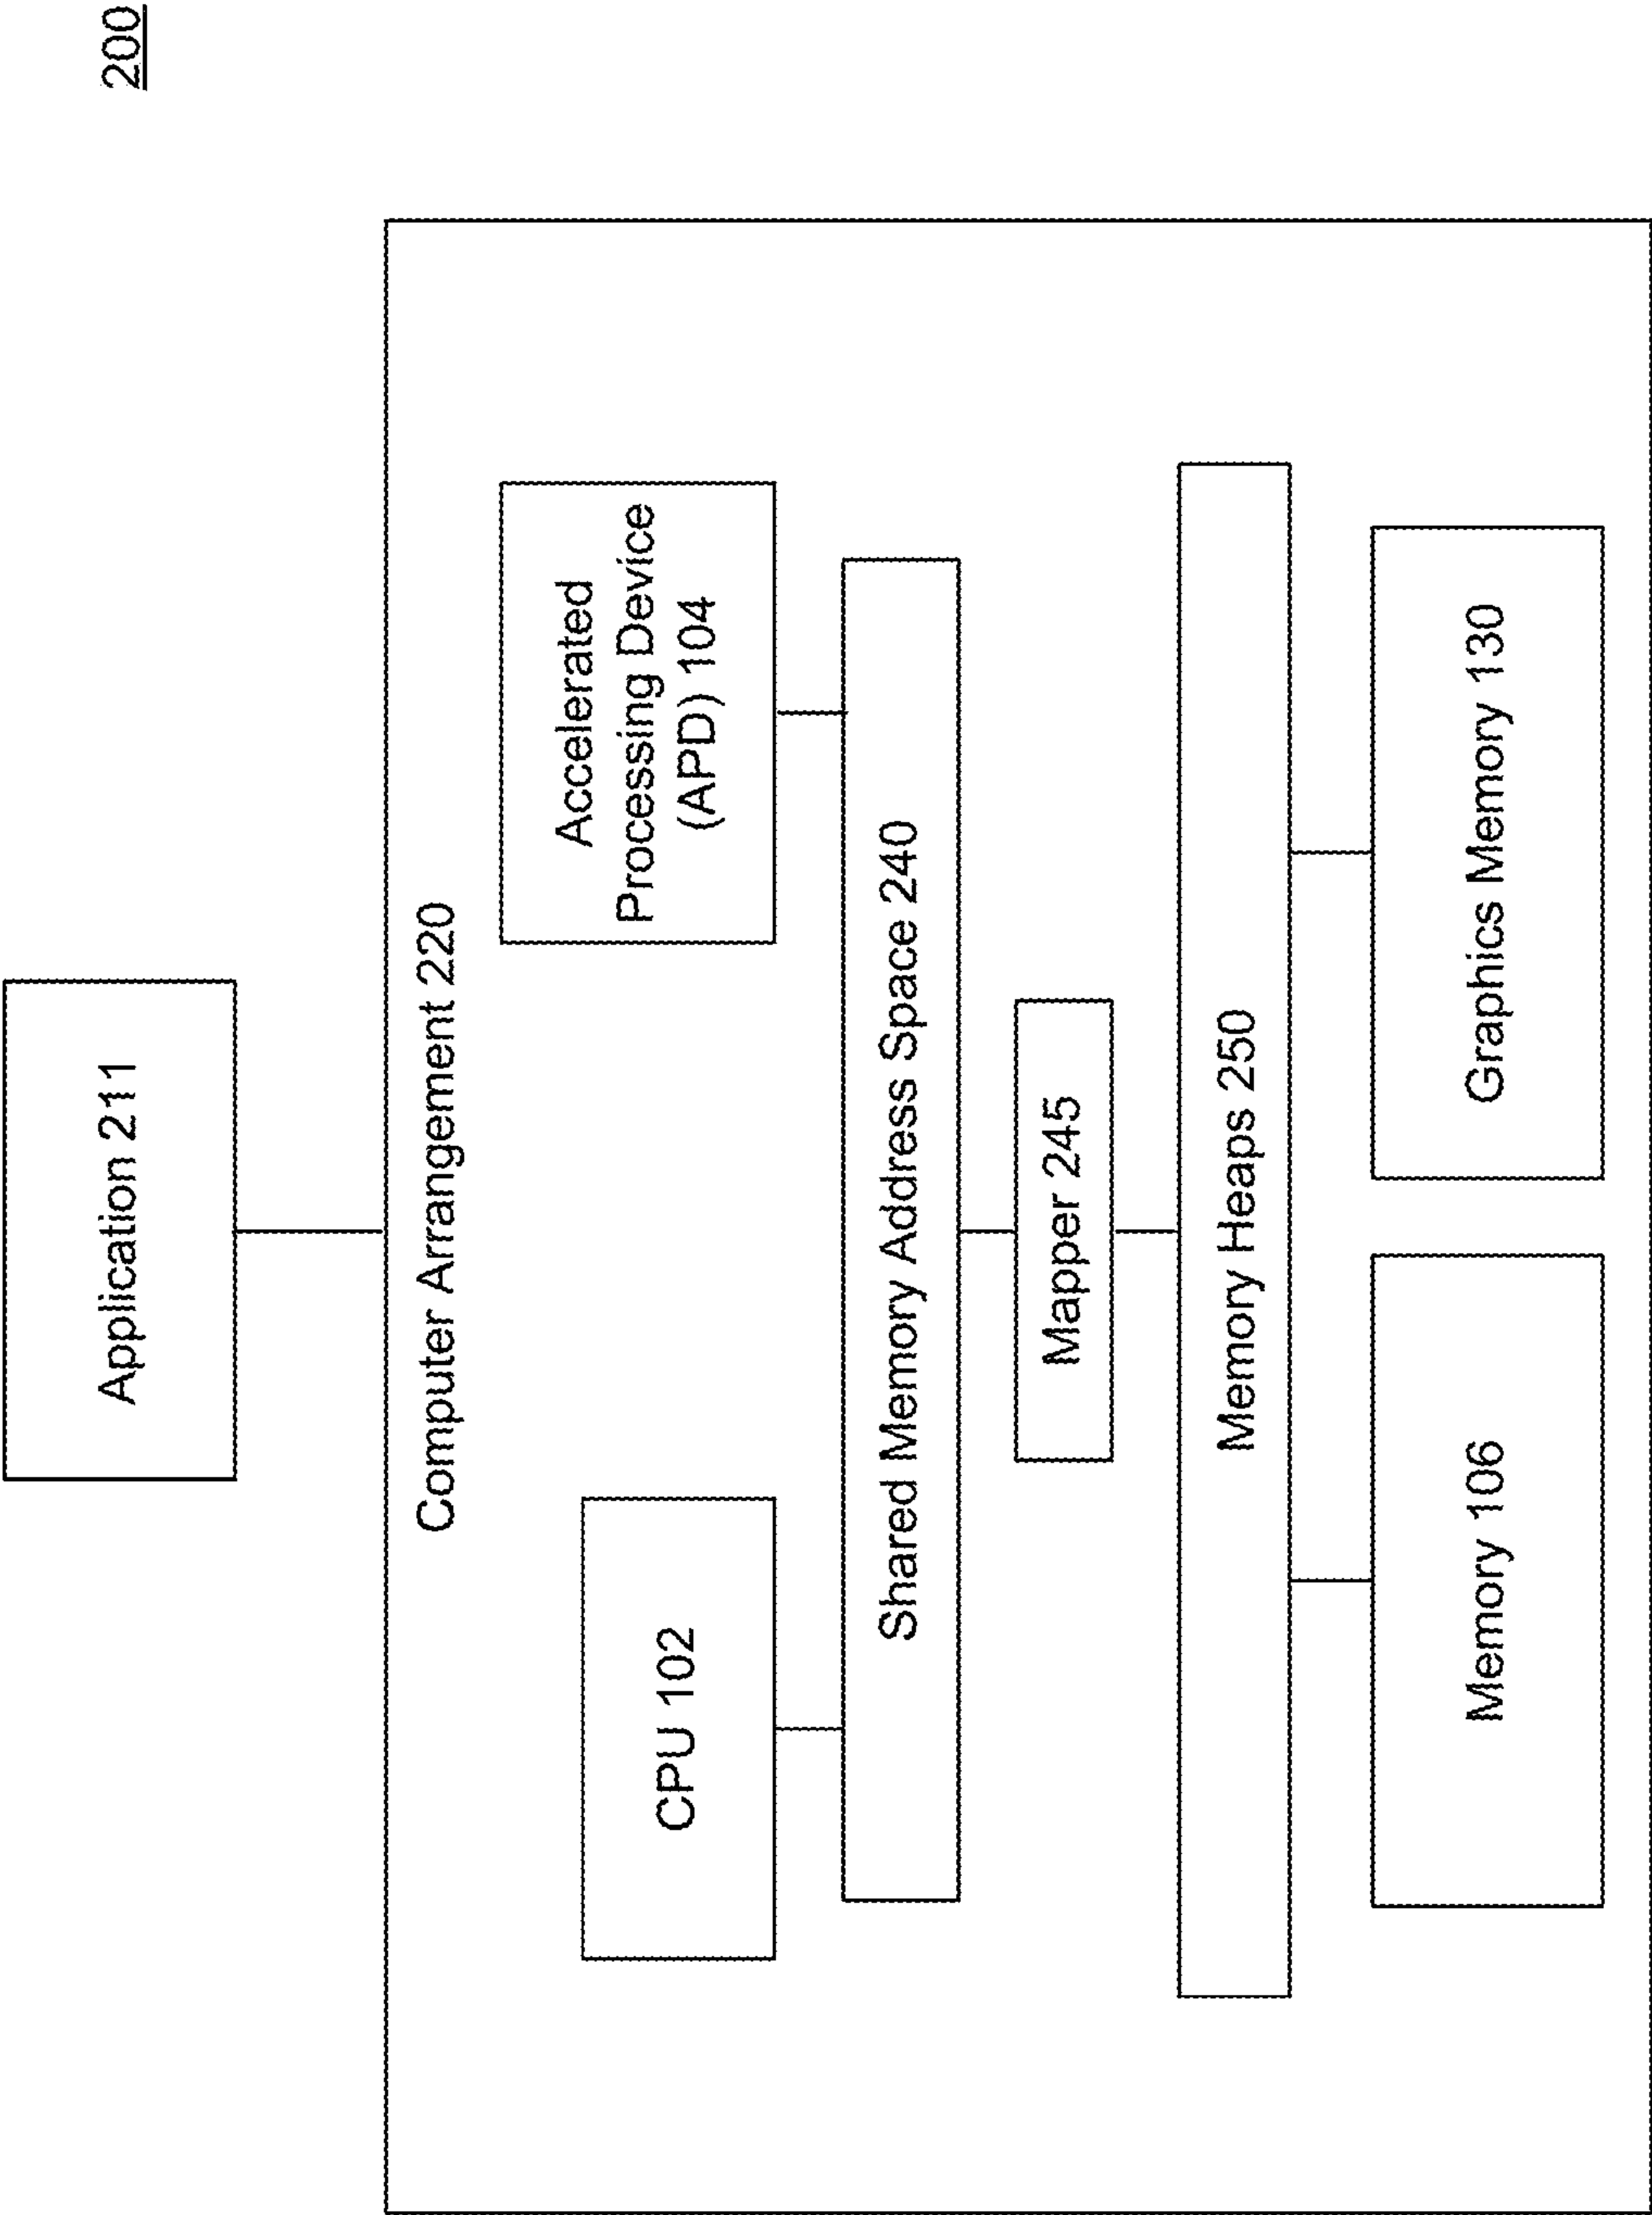 200
Application 211
Computer Arrangement 220
CPU 102
Accelerated
Processing Device
(APD) 104
Shared Memory Address Space 240
Mapper 245
Memory Heaps 250
Memory 106
Graphics Memory 130